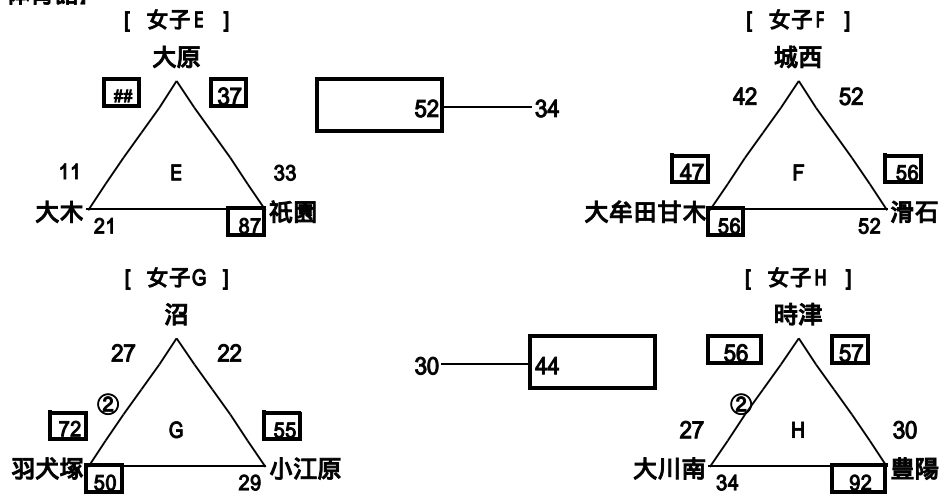 [ 女子E ]
大原
## 37
52 34
11 E 33
大木 祇園
21 87
[ 女子F ]
城西
42 52
47 F 56
大牟田甘木 滑石
56 52
[ 女子G ]
沼
27 22
②
72 G 55
羽犬塚 小江原
50 29
30 44
[ 女子H ]
時津
56 57
②
27 H 30
大川南 豊陽
34 92